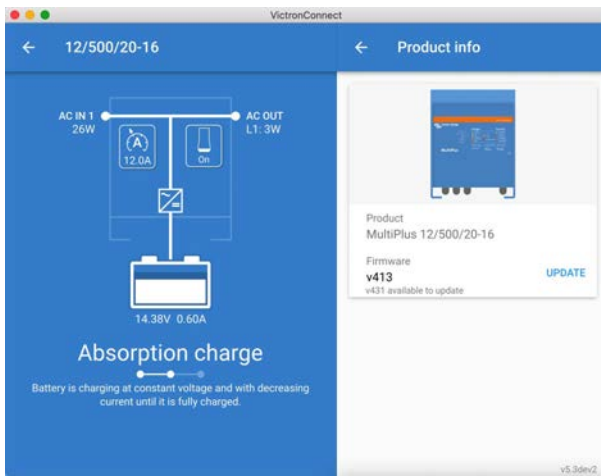 VictronConnect
12/500/20-16
AC IN 1
26W
AC OUT
L1: 3W
A
12.0A
On
14.38V 0.60A
Absorption charge
Battery is charging at constant voltage and with decreasing
current until it is fully charged.
Product info
MultiPlus
Product
MultiPlus 12/500/20-16
Firmware
v413
v431 available to update
UPDATE
v5.3dev2